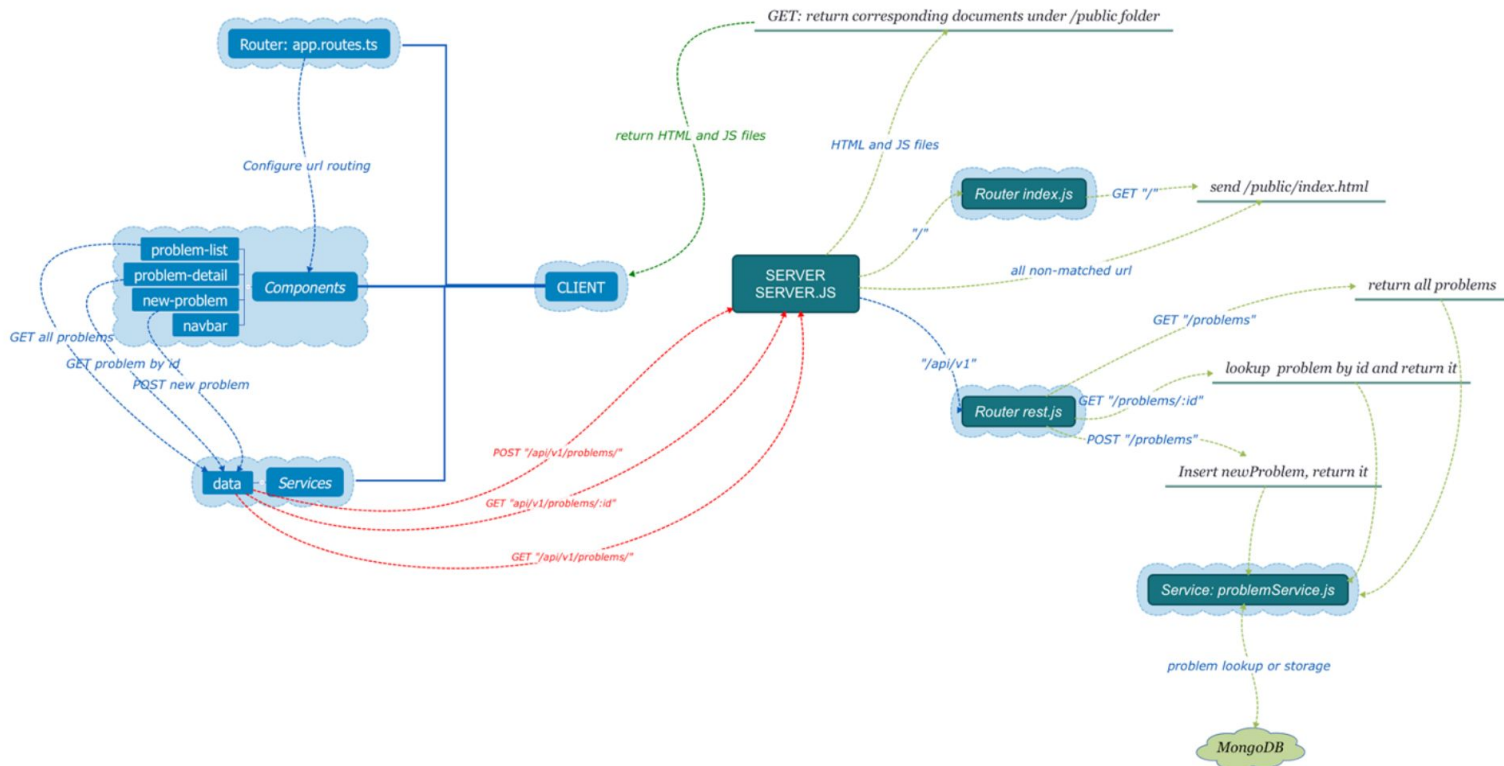 GET: return corresponding documents under /public folder
Router: app.routes.ts
return HTML and JS files
HTML and JS files
Configure url routing
Router index.js
GET "/"
send /public/index.html
"/"
problem-list
problem-detail
new-problem
navbar
Components
CLIENT
SERVER
SERVER.JS
all non-matched url
return all problems
GET "/problems"
GET all problems
GET problem by id
POST new problem
"/api/v1"
lookup problem by id and return it
GET "/problems/:id"
Router rest.js
POST "/problems"
POST "/api/v1/problems/"
Insert newProblem, return it
data
Services
GET "api/v1/problems/:id"
GET "/api/v1/problems/"
Service: problemService.js
problem lookup or storage
MongoDB